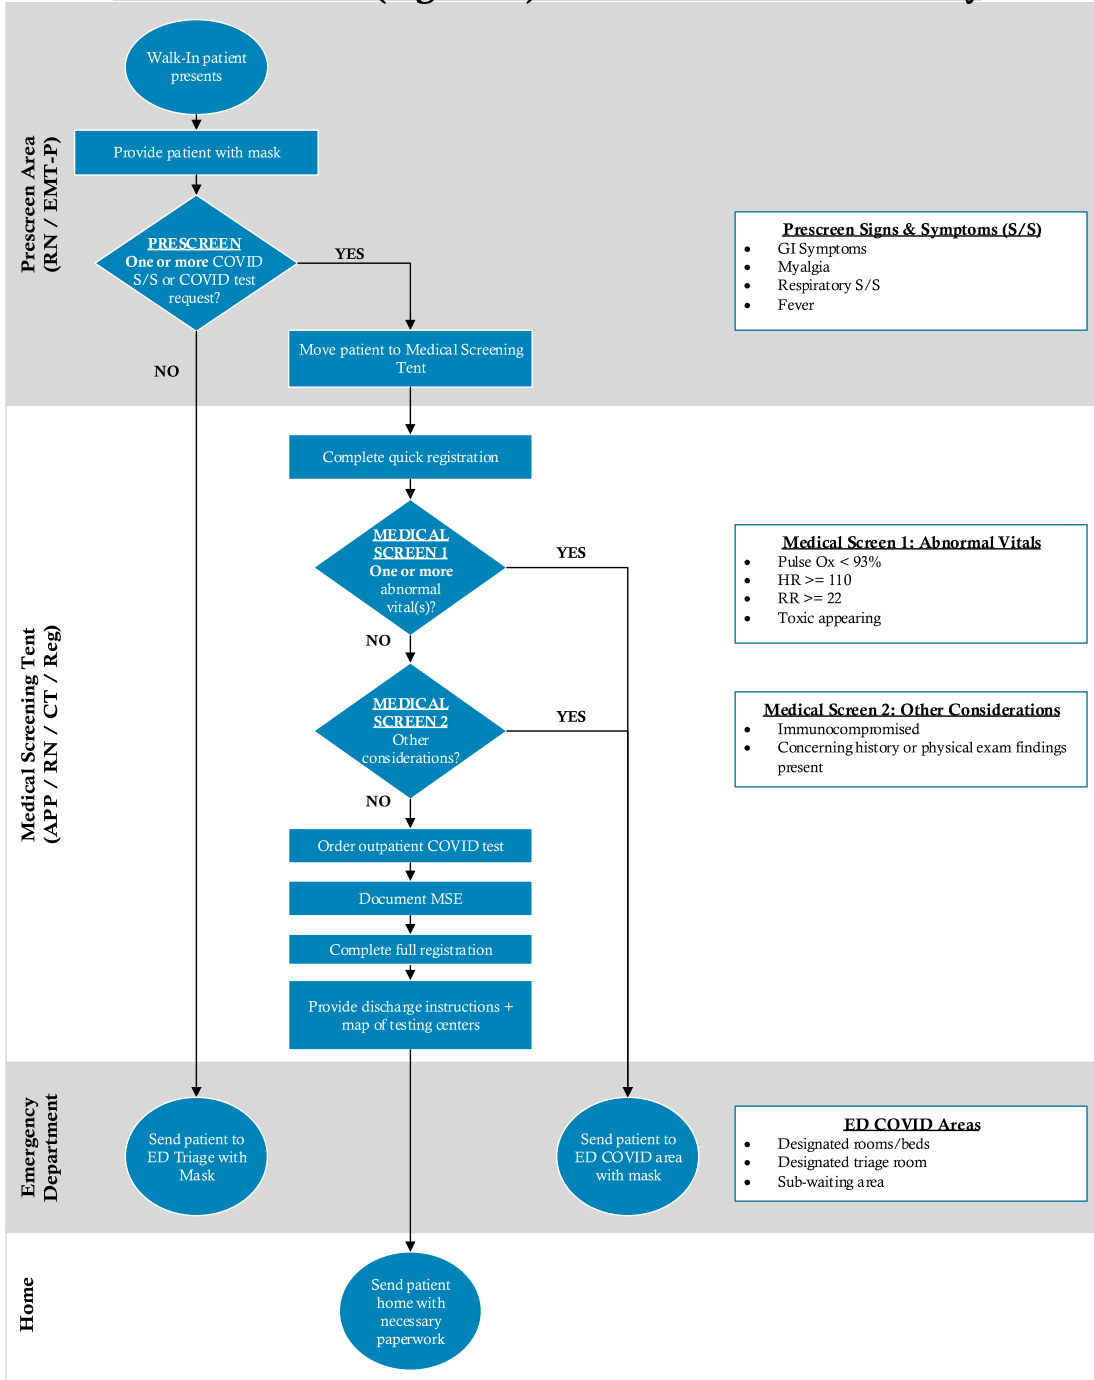 Walk-In patient
presents
Provide patient with mask
Prescreen Area
(RN / EMT-P)
PRESCREEN
One or more COVID
S/S or COVID test
request?
YES
NO
Prescreen Signs & Symptoms (S/S)
• GI Symptoms
• Myalgia
• Respiratory S/S
• Fever
Move patient to Medical Screening
Tent
Medical Screening Tent
(APP / RN / CT / Reg)
Complete quick registration
MEDICAL
SCREEN 1
One or more
abnormal
vital(s)?
YES
NO
Medical Screen 1: Abnormal Vitals
• Pulse Ox < 93%
• HR >= 110
• RR >= 22
• Toxic appearing
MEDICAL
SCREEN 2
Other
considerations?
YES
NO
Medical Screen 2: Other Considerations
• Immunocompromised
• Concerning history or physical exam findings
present
Order outpatient COVID test
Document MSE
Complete full registration
Provide discharge instructions +
map of testing centers
Emergency
Department
Send patient to
ED Triage with
Mask
Send patient to
ED COVID area
with mask
ED COVID Areas
• Designated rooms/beds
• Designated triage room
• Sub-waiting area
Home
Send patient
home with
necessary
paperwork